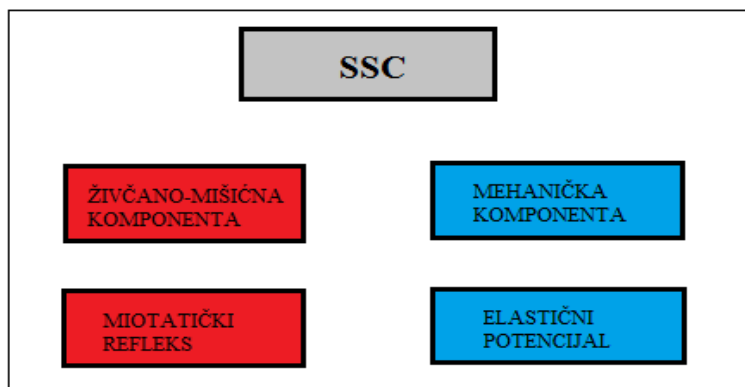 SSC
ŽIVČANO-MIŠIĆNA
KOMPONENTA
MEHANIČKA
KOMPONENTA
MIOTATIČKI
REFLEKS
ELASTIČNI
POTENCIJAL